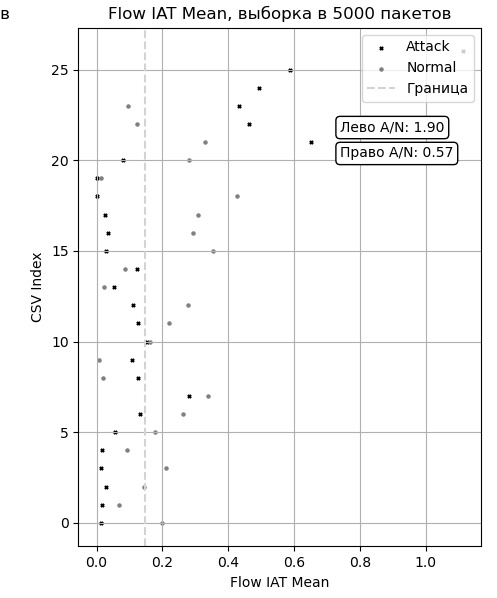 в
Flow IAT Mean, выборка в 5000 пакетов
Attack
Normal
Граница
Лево A/N: 1.90
Право A/N: 0.57
25
20
15
10
5
0
CSV Index
0.0 0.2 0.4 0.6 0.8 1.0
Flow IAT Mean